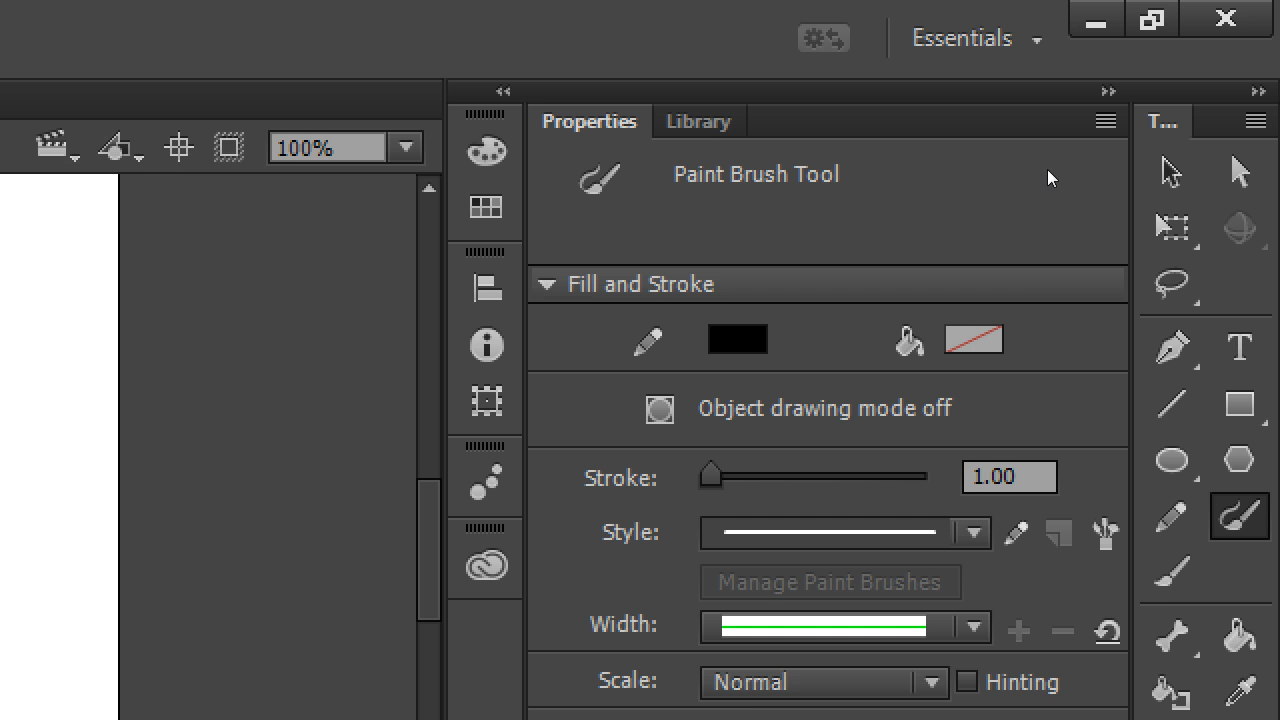 Essentials
Properties
Library
T...
100%
Paint Brush Tool
Fill and Stroke
Object drawing mode off
Stroke:
1.00
Style:
Manage Paint Brushes
Width:
Scale:
Normal
Hinting